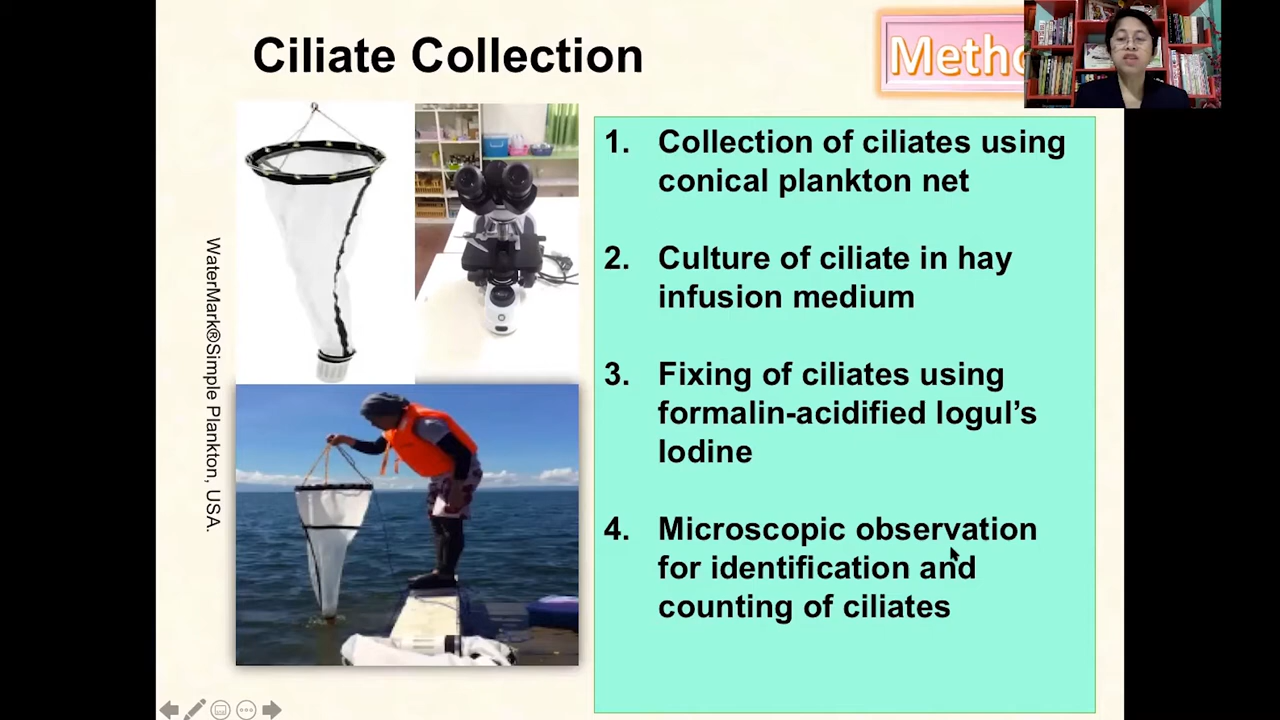 Ciliate Collection
Metho
WaterMark®Simple Plankton, USA.
1. Collection of ciliates using
conical plankton net
2. Culture of ciliate in hay
infusion medium
3. Fixing of ciliates using
formalin-acidified logul’s
Iodine
4. Microscopic observation
for identification and
counting of ciliates